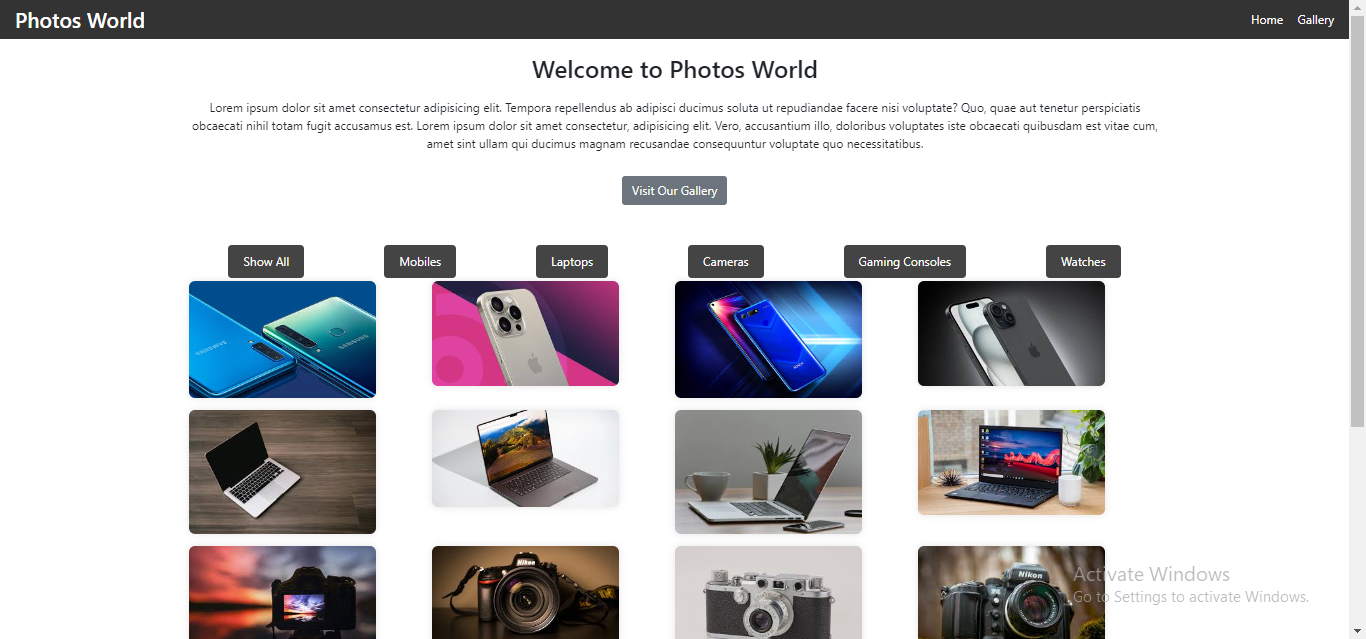 Photos World
Home Gallery
Welcome to Photos World
Lorem ipsum dolor sit amet consectetur adipisicing elit. Tempora repellendus ab adipisci ducimus soluta ut repudiandae facere nisi voluptate? Quo, quae aut tenetur perspiciatis
obcaecati nihil totam fugit accusamus est. Lorem ipsum dolor sit amet consectetur, adipisicing elit. Vero, accusantium illo, doloribus voluptates iste obcaecati quibusdam est vitae cum,
amet sint ullam qui ducimus magnam recusandae consequuntur voluptate quo necessitatibus.
Visit Our Gallery
Show All Mobiles Laptops Cameras Gaming Consoles Watches
SAMSUNG SAMSUNG
HONOR
Nikon
Nikon
Activate Windows
Go to Settings to activate Windows.